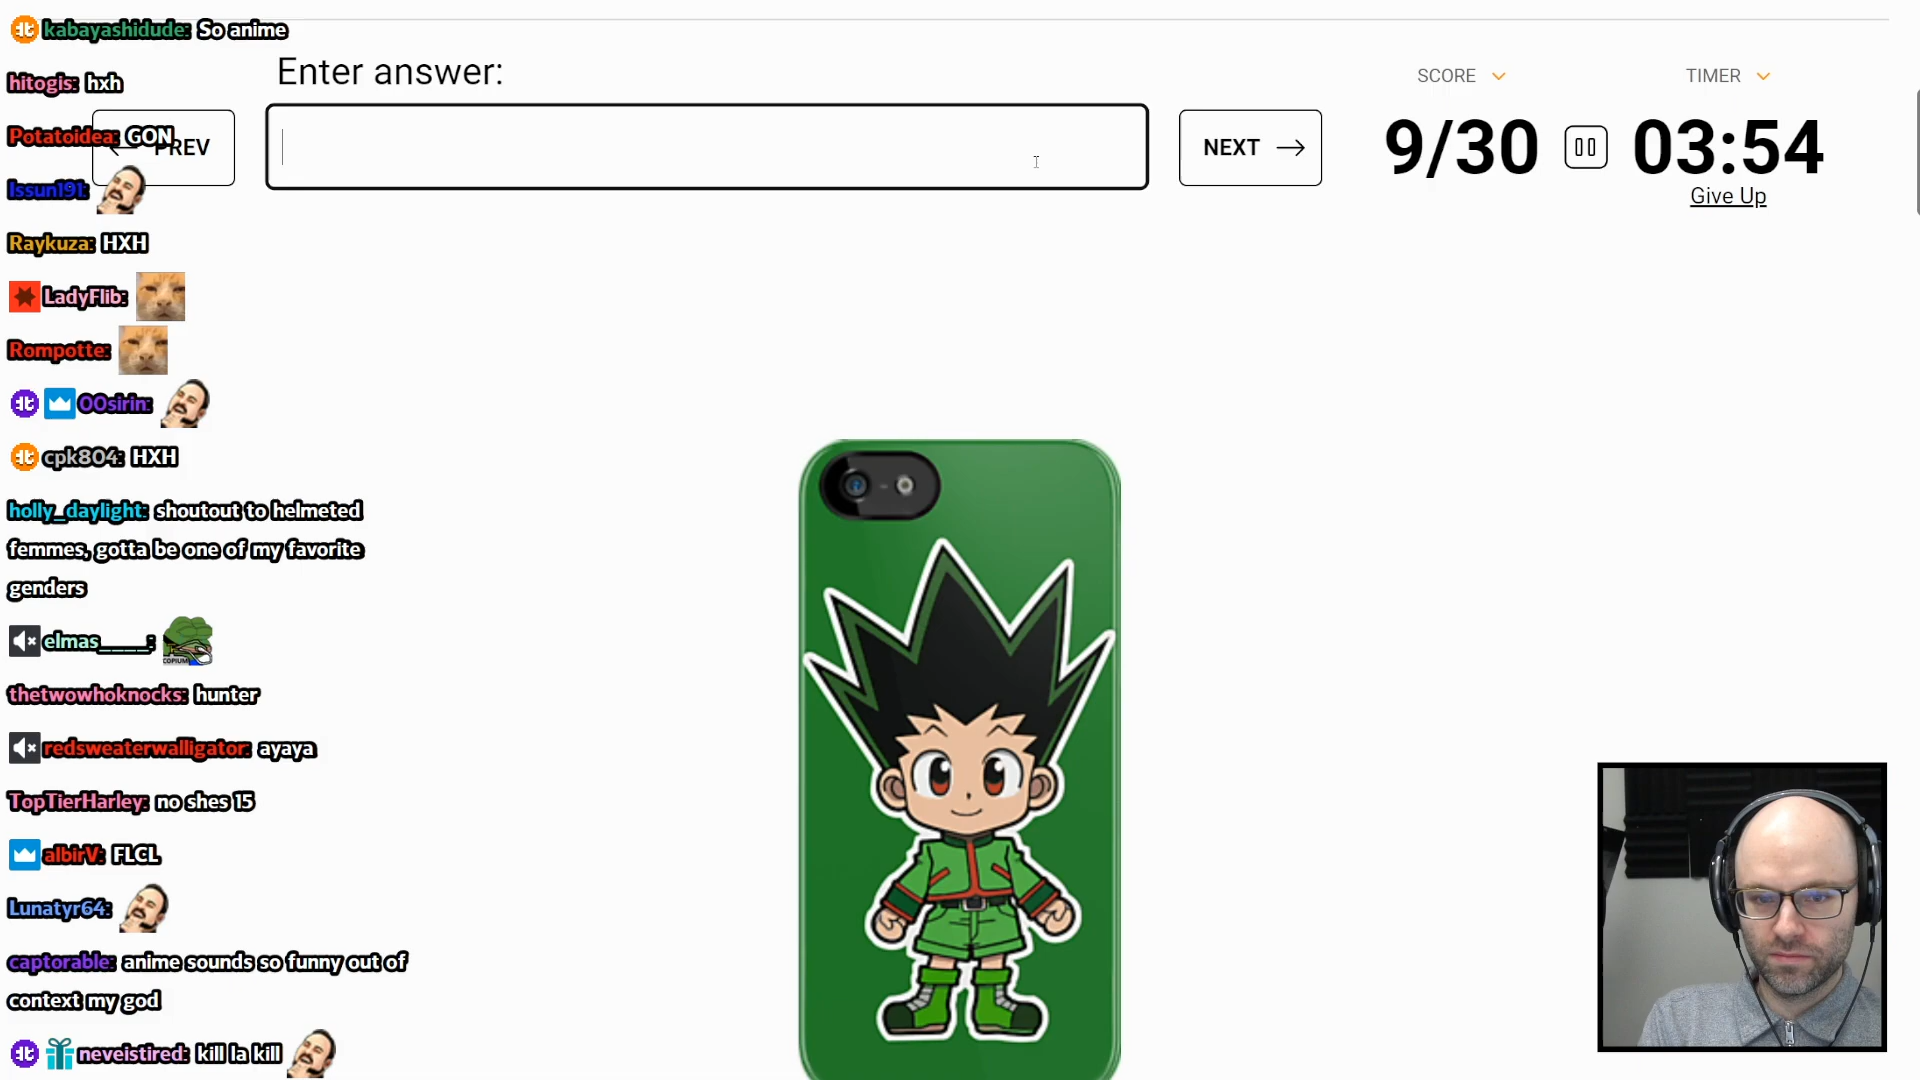 kabayashidude: So anime
Enter answer:
SCORE
TIMER
hitogis: hxh
Potatoidea: GON
PREV
NEXT
9/30
03:54
Give Up
Issun191:
Raykuza: HXH
LadyFlib:
Rompotte:
OOsirin:
cpk804: HXH
holly_daylight: shoutout to helmeted
femmes, gotta be one of my favorite
genders
elmas____:
COPIUM
thetwowhoknocks: hunter
redsweaterwalligator: ayaya
TopTierHarley: no shes 15
albirV: FLCL
Lunatyr64:
captorable: anime sounds so funny out of
context my god
neveistired: kill la kill